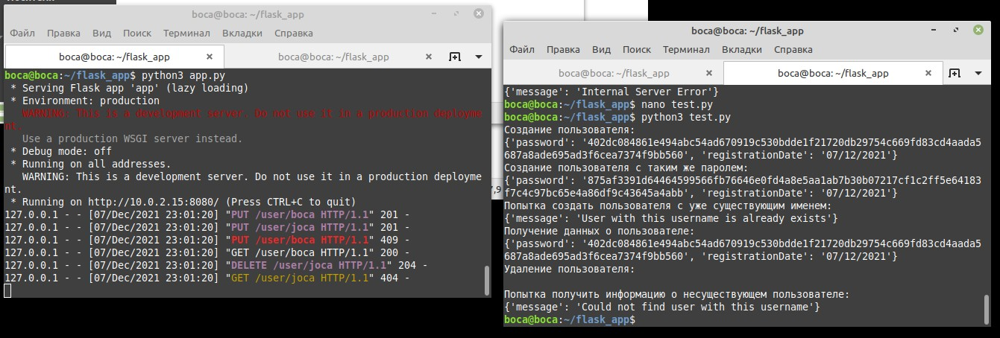 boca@boca: ~/flask_app
Файл Правка Вид Поиск Терминал Вкладки Справка
boca@boca: ~/flask_app boca@boca: ~/flask_app
boca@boca:~/flask_app$ python3 app.py
* Serving Flask app 'app' (lazy loading)
* Environment: production
WARNING: This is a development server. Do not use it in a production deployme
nt.
Use a production WSGI server instead.
* Debug mode: off
* Running on all addresses.
WARNING: This is a development server. Do not use it in a production deployme
nt.
* Running on http://10.0.2.15:8080/ (Press CTRL+C to quit)
127.0.0.1 - - [07/Dec/2021 23:01:20] "PUT /user/boca HTTP/1.1" 201 -
127.0.0.1 - - [07/Dec/2021 23:01:20] "PUT /user/joca HTTP/1.1" 201 -
127.0.0.1 - - [07/Dec/2021 23:01:20] "PUT /user/boca HTTP/1.1" 409 -
127.0.0.1 - - [07/Dec/2021 23:01:20] "GET /user/boca HTTP/1.1" 200 -
127.0.0.1 - - [07/Dec/2021 23:01:20] "DELETE /user/joca HTTP/1.1" 204 -
127.0.0.1 - - [07/Dec/2021 23:01:20] "GET /user/joca HTTP/1.1" 404 -
boca@boca: ~/flask_app
Файл Правка Вид Поиск Терминал Вкладки Справка
boca@boca: ~/flask_app boca@boca: ~/flask_app
{'message': 'Internal Server Error'}
boca@boca:~/flask_app$ nano test.py
boca@boca:~/flask_app$ python3 test.py
Создание пользователя:
{'password': '402dc084861e494abc54ad670919c530bdde1f21720db29754c669fd83cd4aada5
687a8ade695ad3f6cea7374f9bb560', 'registrationDate': '07/12/2021'}
Создание пользователя с таким же паролем:
{'password': '875af3391d64464599566fb76646e0fd4a8e5aa1ab7b30b07217cf1c2ff5e64183
f7c4c97bc65e4a86df9c43645a4abb', 'registrationDate': '07/12/2021'}
Попытка создать пользователя с уже существующим именем:
{'message': 'User with this username is already exists'}
Получение данных о пользователе:
{'password': '402dc084861e494abc54ad670919c530bdde1f21720db29754c669fd83cd4aada5
687a8ade695ad3f6cea7374f9bb560', 'registrationDate': '07/12/2021'}
Удаление пользователя:
Попытка получить информацию о несуществующем пользователе:
{'message': 'Could not find user with this username'}
boca@boca:~/flask_app$